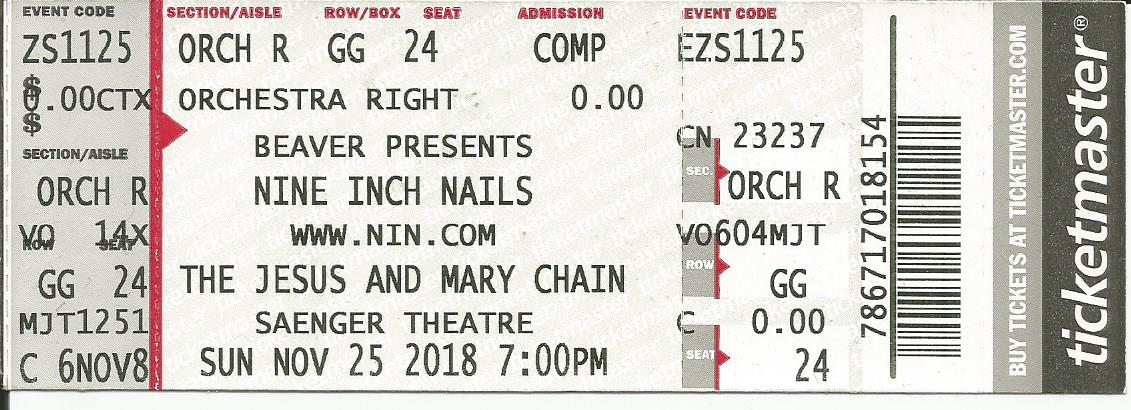 EVENT CODE
ZS1125
$
0.00CTX
$
SECTION/AISLE
ORCH R
VO 14X
ROW SEAT
GG 24
MJT1251
C 6NOV8
SECTION/AISLE ROW/BOX SEAT ADMISSION
ORCH R GG 24 COMP
ORCHESTRA RIGHT 0.00
BEAVER PRESENTS
NINE INCH NAILS
WWW.NIN.COM
THE JESUS AND MARY CHAIN
SAENGER THEATRE
SUN NOV 25 2018 7:00PM
EVENT CODE
EZS1125
CN 23237
SEC.
ORCH R
VO604MJT
ROW
GG
C 0.00
SEAT
24
786717018154
BUY TICKETS AT TICKETMASTER.COM
ticketmaster®